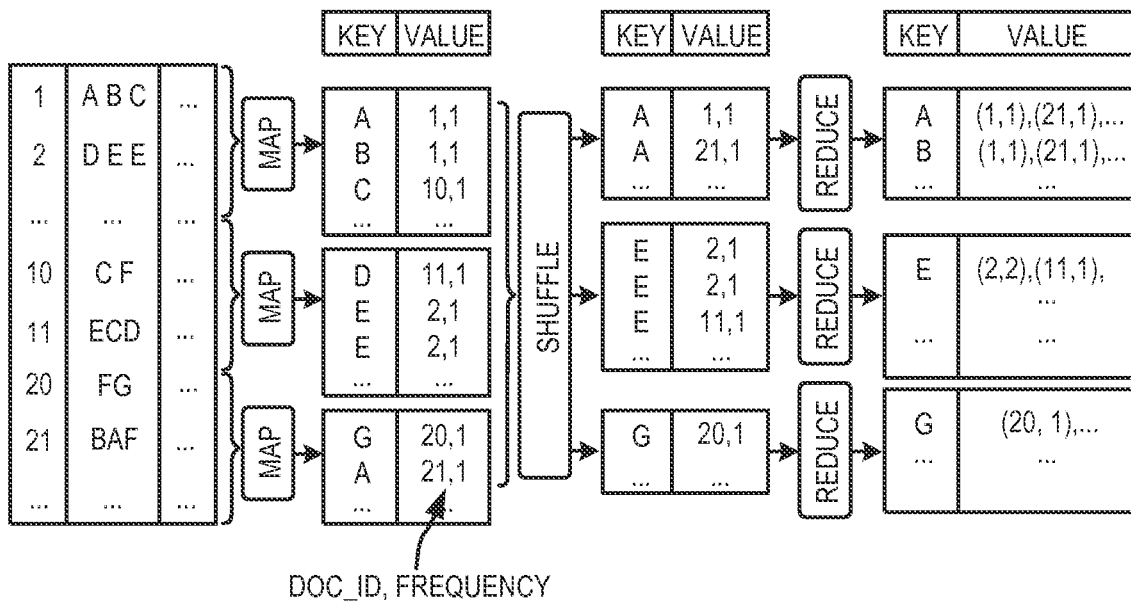 KEY VALUE
KEY VALUE
KEY VALUE
1 A B C ...
2 D E E ...
... ... ...
10 C F ...
11 ECD ...
20 FG ...
21 BAF ...
... ... ...
MAP
MAP
MAP
A 1,1
B 1,1
C 10,1
... ...
D 11,1
E 2,1
E 2,1
... ...
G 20,1
A 21,1
... ...
DOC_ID, FREQUENCY
SHUFFLE
A 1,1
A 21,1
... ...
E 2,1
E 2,1
E 11,1
... ...
G 20,1
... ...
REDUCE
REDUCE
REDUCE
A (1,1),(21,1),...
B (1,1),(21,1),...
... ...
E (2,2),(11,1),
...
... ...
G (20, 1),...
... ...